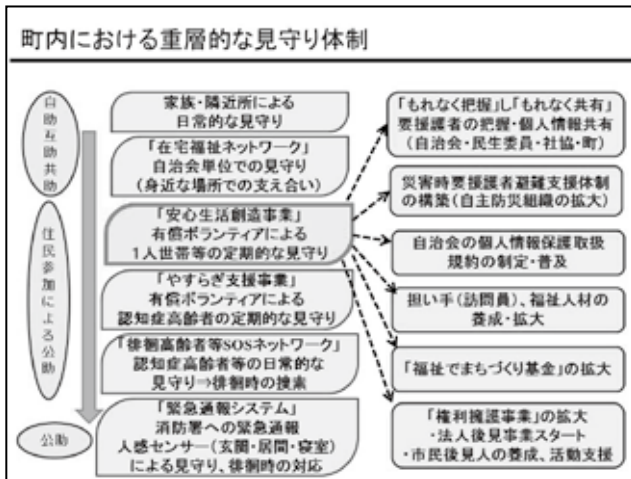 町内における重層的な見守り体制
自助互助共助
住民参加による公助
公助
家族・隣近所による
日常的な見守り
「在宅福祉ネットワーク」
自治会単位での見守り
(身近な場所での支え合い)
「安心生活創造事業」
有償ボランティアによる
1人世帯等の定期的な見守り
「やすらぎ支援事業」
有償ボランティアによる
認知症高齢者の定期的な見守り
「徘徊高齢者等SOSネットワーク」
認知症高齢者等の日常的な
見守り⇒徘徊時の捜索
「緊急通報システム」
消防署への緊急通報
人感センサー(玄関・居間・寝室)
による見守り、徘徊時の対応
「もれなく把握」し「もれなく共有」
要援護者の把握・個人情報共有
(自治会・民生委員・社協・町)
災害時要援護者避難支援体制
の構築(自主防災組織の拡大)
自治会の個人情報保護取扱
規約の制定・普及
担い手(訪問員)、福祉人材の
養成・拡大
「福祉でまちづくり基金」の拡大
「権利擁護事業」の拡大
・法人後見事業スタート
・市民後見人の養成、活動支援